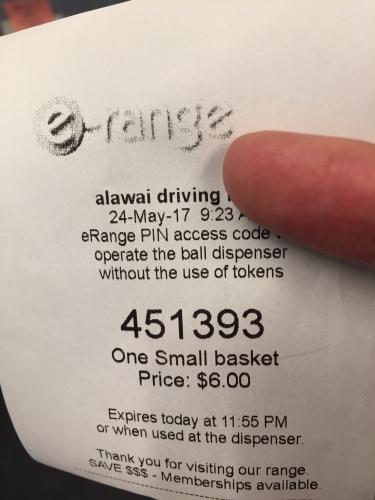 e-range
alawai driving
24-May-17 9:23
eRange PIN access code
operate the ball dispenser
without the use of tokens
451393
One Small basket
Price: $6.00
Expires today at 11:55 PM
or when used at the dispenser.
Thank you for visiting our range.
SAVE $$$ - Memberships available.